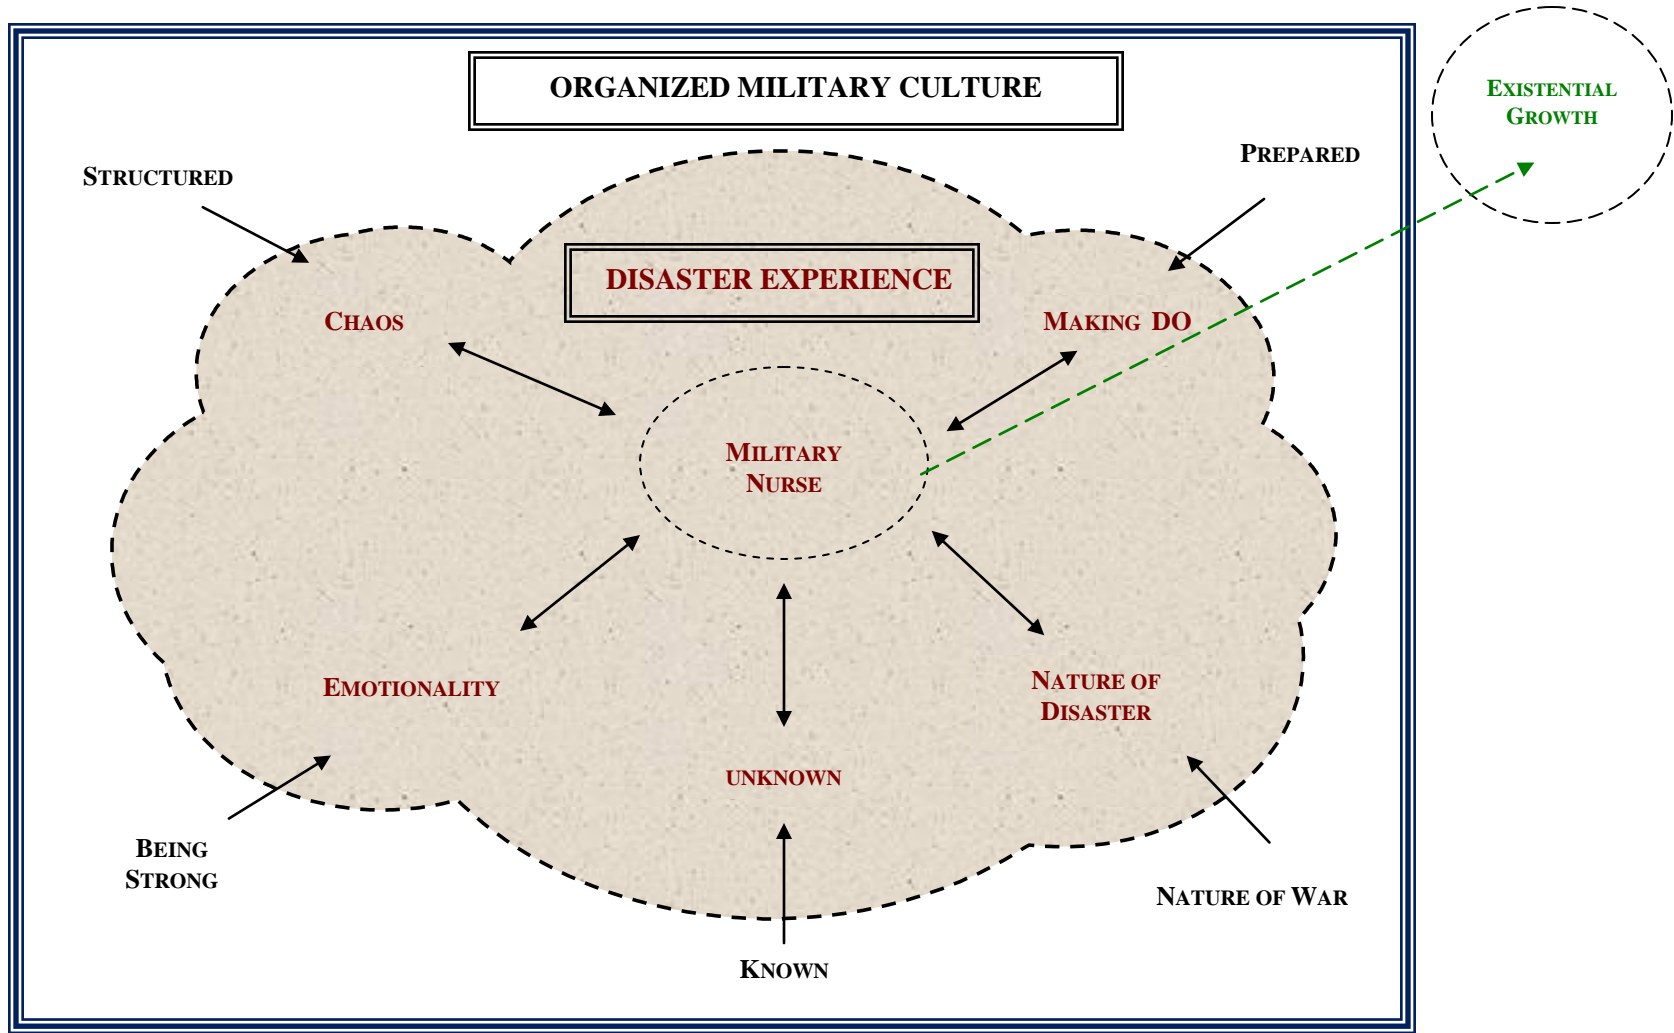 ORGANIZED MILITARY CULTURE
EXISTENTIAL
GROWTH
PREPARED
STRUCTURED
DISASTER EXPERIENCE
CHAOS
MAKING DO
MILITARY
NURSE
EMOTIONALITY
NATURE OF
DISASTER
UNKNOWN
BEING
STRONG
NATURE OF WAR
KNOWN